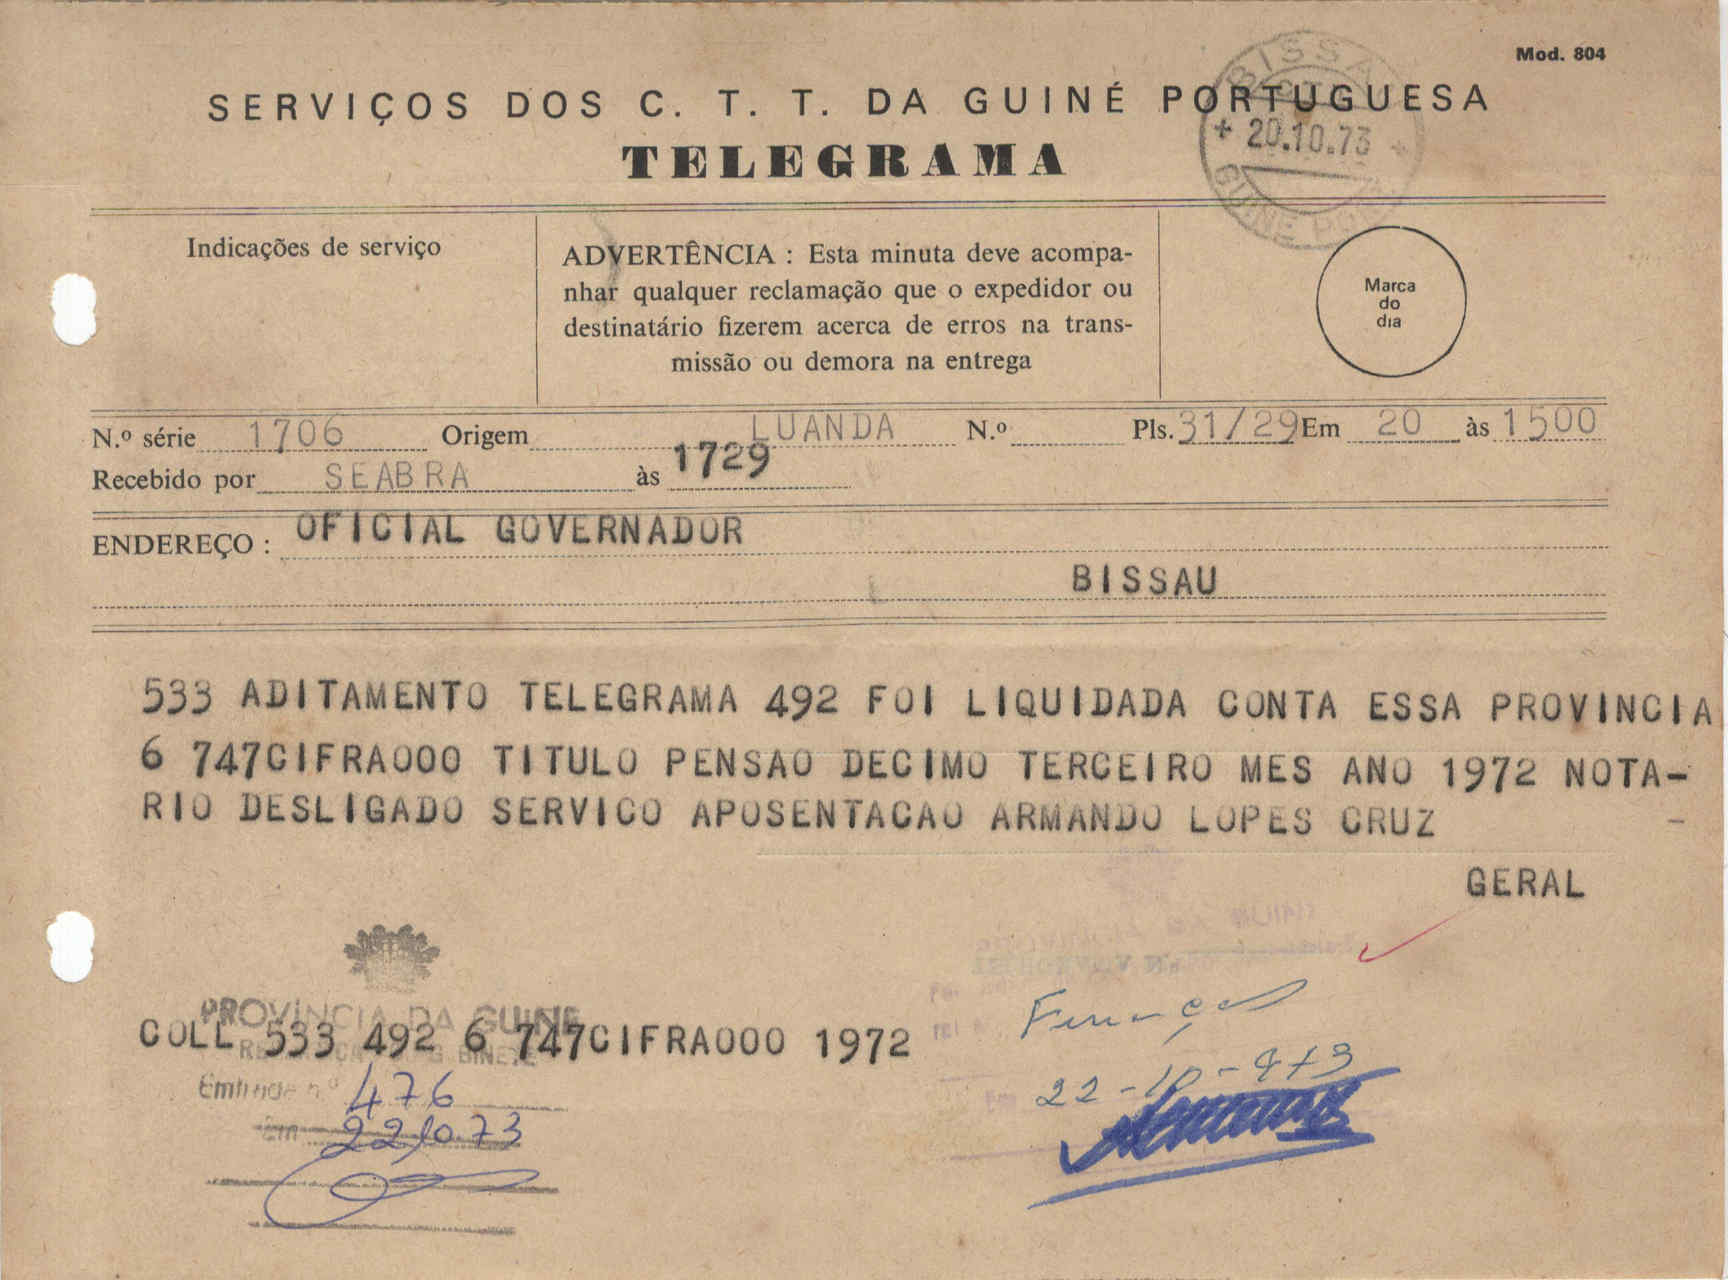 Mod. 804
BISSAU
SERVIÇOS DOS C. T. T. DA GUINÉ PORTUGUESA
20.10.73
TELEGRAMA
GUINE
Indicações de serviço
ADVERTÊNCIA : Esta minuta deve acompa-
nhar qualquer reclamação que o expedidor ou
destinatário fizerem acerca de erros na trans-
missão ou demora na entrega
Marca
do
dia
N.º série 1706 Origem LUANDA N.º Pls. 31/29 Em 20 às 1500
Recebido por SEABRA às 1729
ENDEREÇO : OFICIAL GOVERNADOR
BISSAU
533 ADITAMENTO TELEGRAMA 492 FOI LIQUIDADA CONTA ESSA PROVINCIA
6 747CIFRA000 TITULO PENSAO DECIMO TERCEIRO MES ANO 1972 NOTA-
RIO DESLIGADO SERVICO APOSENTACAO ARMANDO LOPES CRUZ -
GERAL
PROVÍNCIA DA GUINÉ
COLL 533 492 6 747CIFRA000 1972
Entrada n.º 476
Em 22.10.73
Finanças
22-10-973